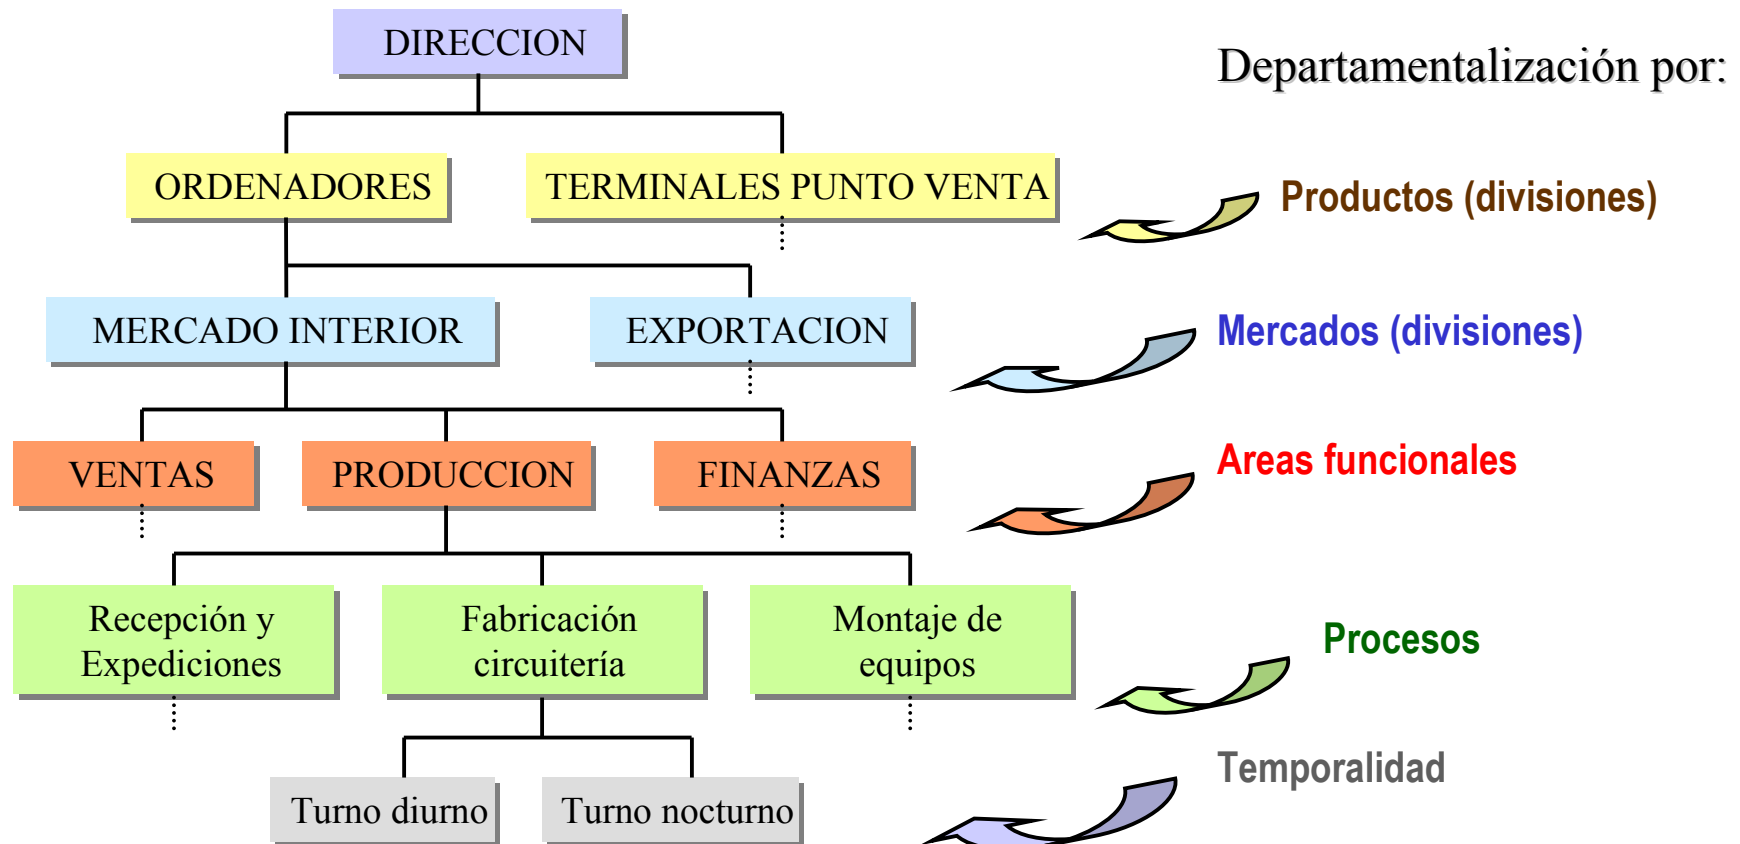 DIRECCION
Departamentalización por:
ORDENADORES
TERMINALES PUNTO VENTA
Productos (divisiones)
MERCADO INTERIOR
EXPORTACION
Mercados (divisiones)
VENTAS
PRODUCCION
FINANZAS
Areas funcionales
Recepción y
Expediciones
Fabricación
circuitería
Montaje de
equipos
Procesos
Turno diurno
Turno nocturno
Temporalidad